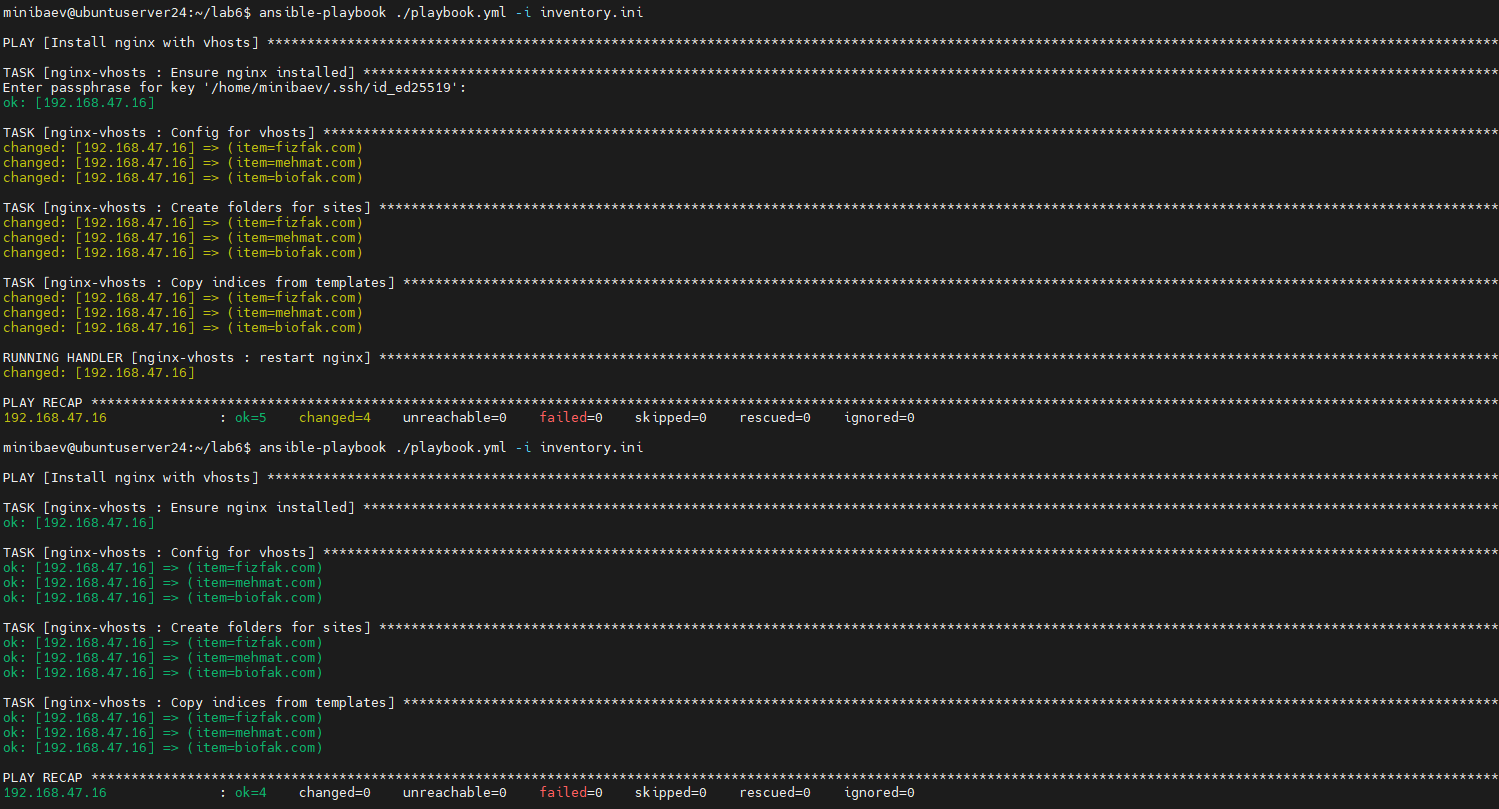 minibaev@ubuntuserver24:~/lab6$ ansible-playbook ./playbook.yml -i inventory.ini
PLAY [Install nginx with vhosts] **********************************************************************************************************************************************************
TASK [nginx-vhosts : Ensure nginx installed] **********************************************************************************************************************************************
Enter passphrase for key '/home/minibaev/.ssh/id_ed25519':
ok: [192.168.47.16]
TASK [nginx-vhosts : Config for vhosts] ***************************************************************************************************************************************************
changed: [192.168.47.16] => (item=fizfak.com)
changed: [192.168.47.16] => (item=mehmat.com)
changed: [192.168.47.16] => (item=biofak.com)
TASK [nginx-vhosts : Create folders for sites] ********************************************************************************************************************************************
changed: [192.168.47.16] => (item=fizfak.com)
changed: [192.168.47.16] => (item=mehmat.com)
changed: [192.168.47.16] => (item=biofak.com)
TASK [nginx-vhosts : Copy indices from templates] *****************************************************************************************************************************************
changed: [192.168.47.16] => (item=fizfak.com)
changed: [192.168.47.16] => (item=mehmat.com)
changed: [192.168.47.16] => (item=biofak.com)
RUNNING HANDLER [nginx-vhosts : restart nginx] ********************************************************************************************************************************************
changed: [192.168.47.16]
PLAY RECAP ********************************************************************************************************************************************************************************
192.168.47.16              : ok=5    changed=4    unreachable=0    failed=0    skipped=0    rescued=0    ignored=0
minibaev@ubuntuserver24:~/lab6$ ansible-playbook ./playbook.yml -i inventory.ini
PLAY [Install nginx with vhosts] **********************************************************************************************************************************************************
TASK [nginx-vhosts : Ensure nginx installed] **********************************************************************************************************************************************
ok: [192.168.47.16]
TASK [nginx-vhosts : Config for vhosts] ***************************************************************************************************************************************************
ok: [192.168.47.16] => (item=fizfak.com)
ok: [192.168.47.16] => (item=mehmat.com)
ok: [192.168.47.16] => (item=biofak.com)
TASK [nginx-vhosts : Create folders for sites] ********************************************************************************************************************************************
ok: [192.168.47.16] => (item=fizfak.com)
ok: [192.168.47.16] => (item=mehmat.com)
ok: [192.168.47.16] => (item=biofak.com)
TASK [nginx-vhosts : Copy indices from templates] *****************************************************************************************************************************************
ok: [192.168.47.16] => (item=fizfak.com)
ok: [192.168.47.16] => (item=mehmat.com)
ok: [192.168.47.16] => (item=biofak.com)
PLAY RECAP ********************************************************************************************************************************************************************************
192.168.47.16              : ok=4    changed=0    unreachable=0    failed=0    skipped=0    rescued=0    ignored=0